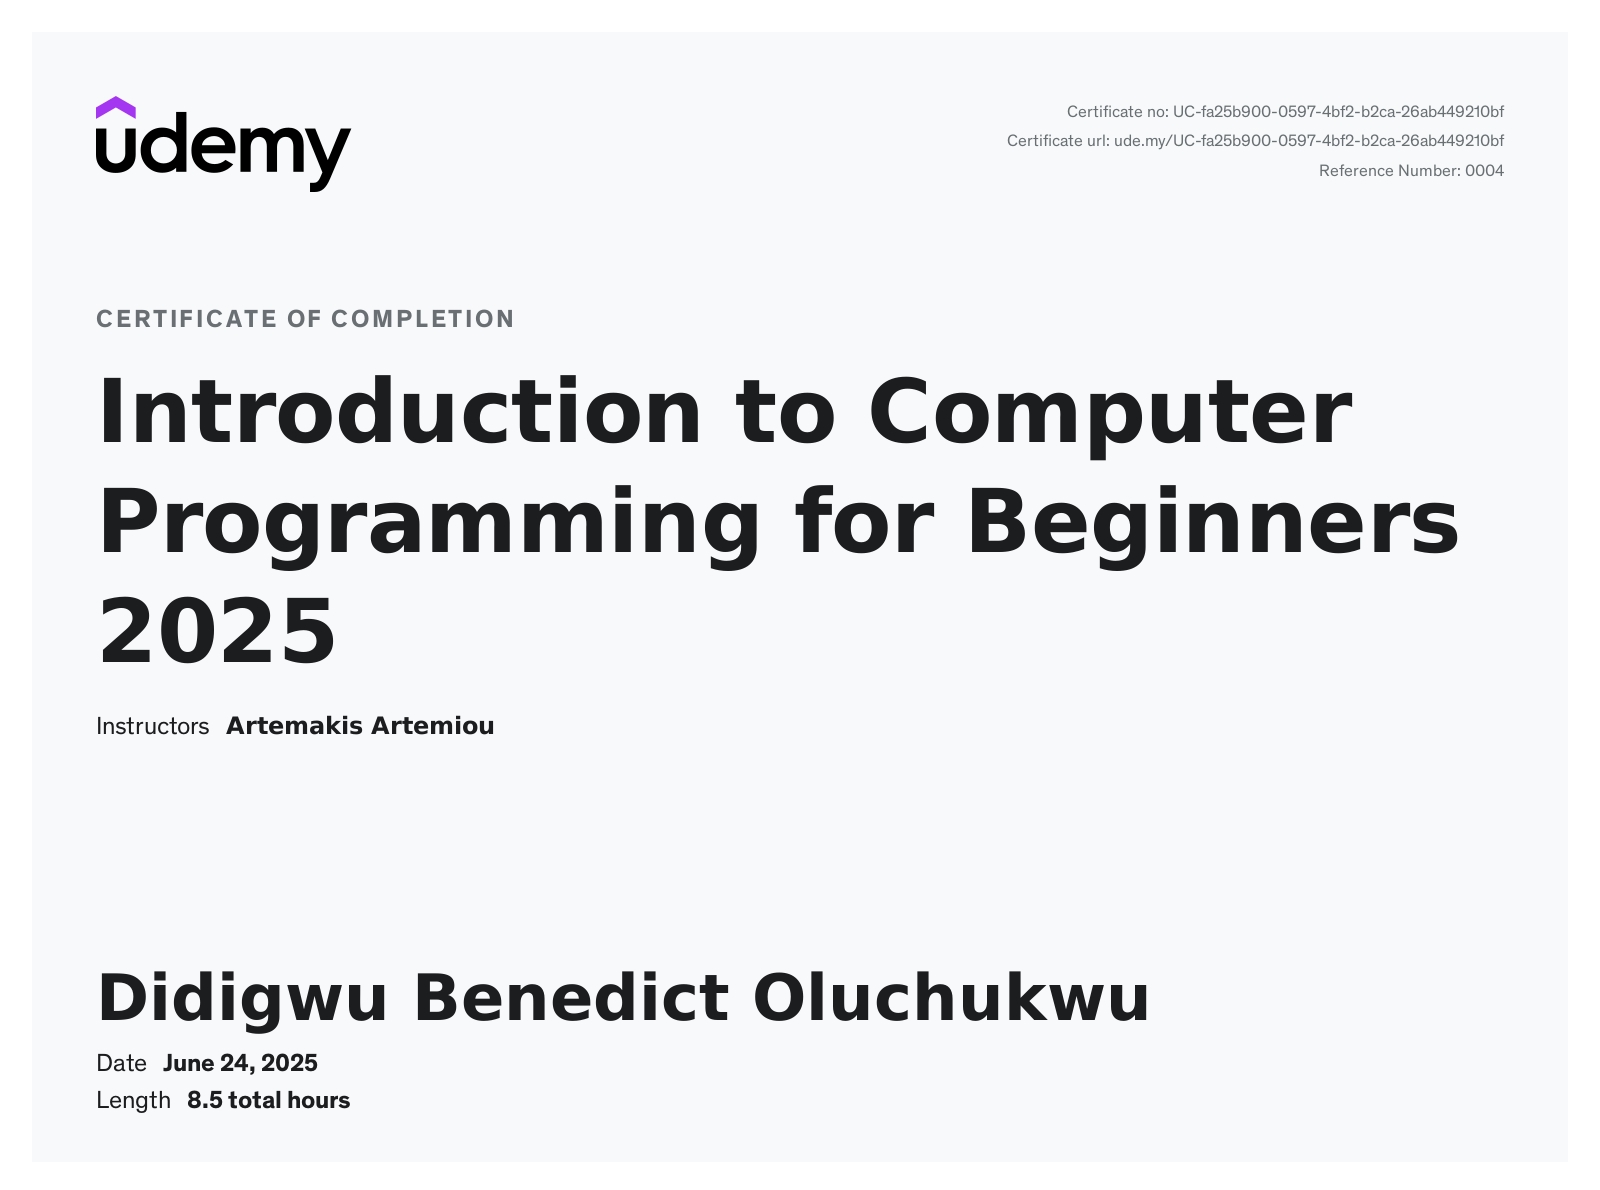 udemy
Certificate no: UC-fa25b900-0597-4bf2-b2ca-26ab449210bf
Certificate url: ude.my/UC-fa25b900-0597-4bf2-b2ca-26ab449210bf
Reference Number: 0004
CERTIFICATE OF COMPLETION
Introduction to Computer
Programming for Beginners
2025
Instructors Artemakis Artemiou
Didigwu Benedict Oluchukwu
Date June 24, 2025
Length 8.5 total hours